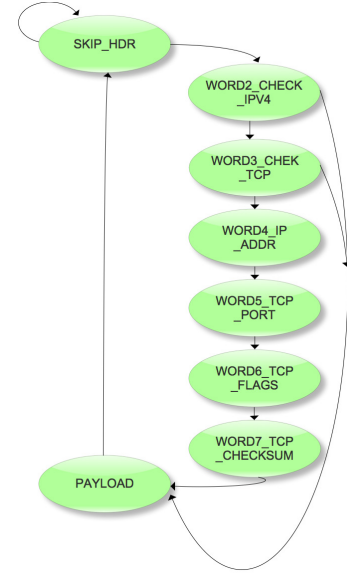 SKIP_HDR
WORD2_CHECK
_IPV4
WORD3_CHEK
_TCP
WORD4_IP
_ADDR
WORD5_TCP
_PORT
WORD6_TCP
_FLAGS
WORD7_TCP
_CHECKSUM
PAYLOAD